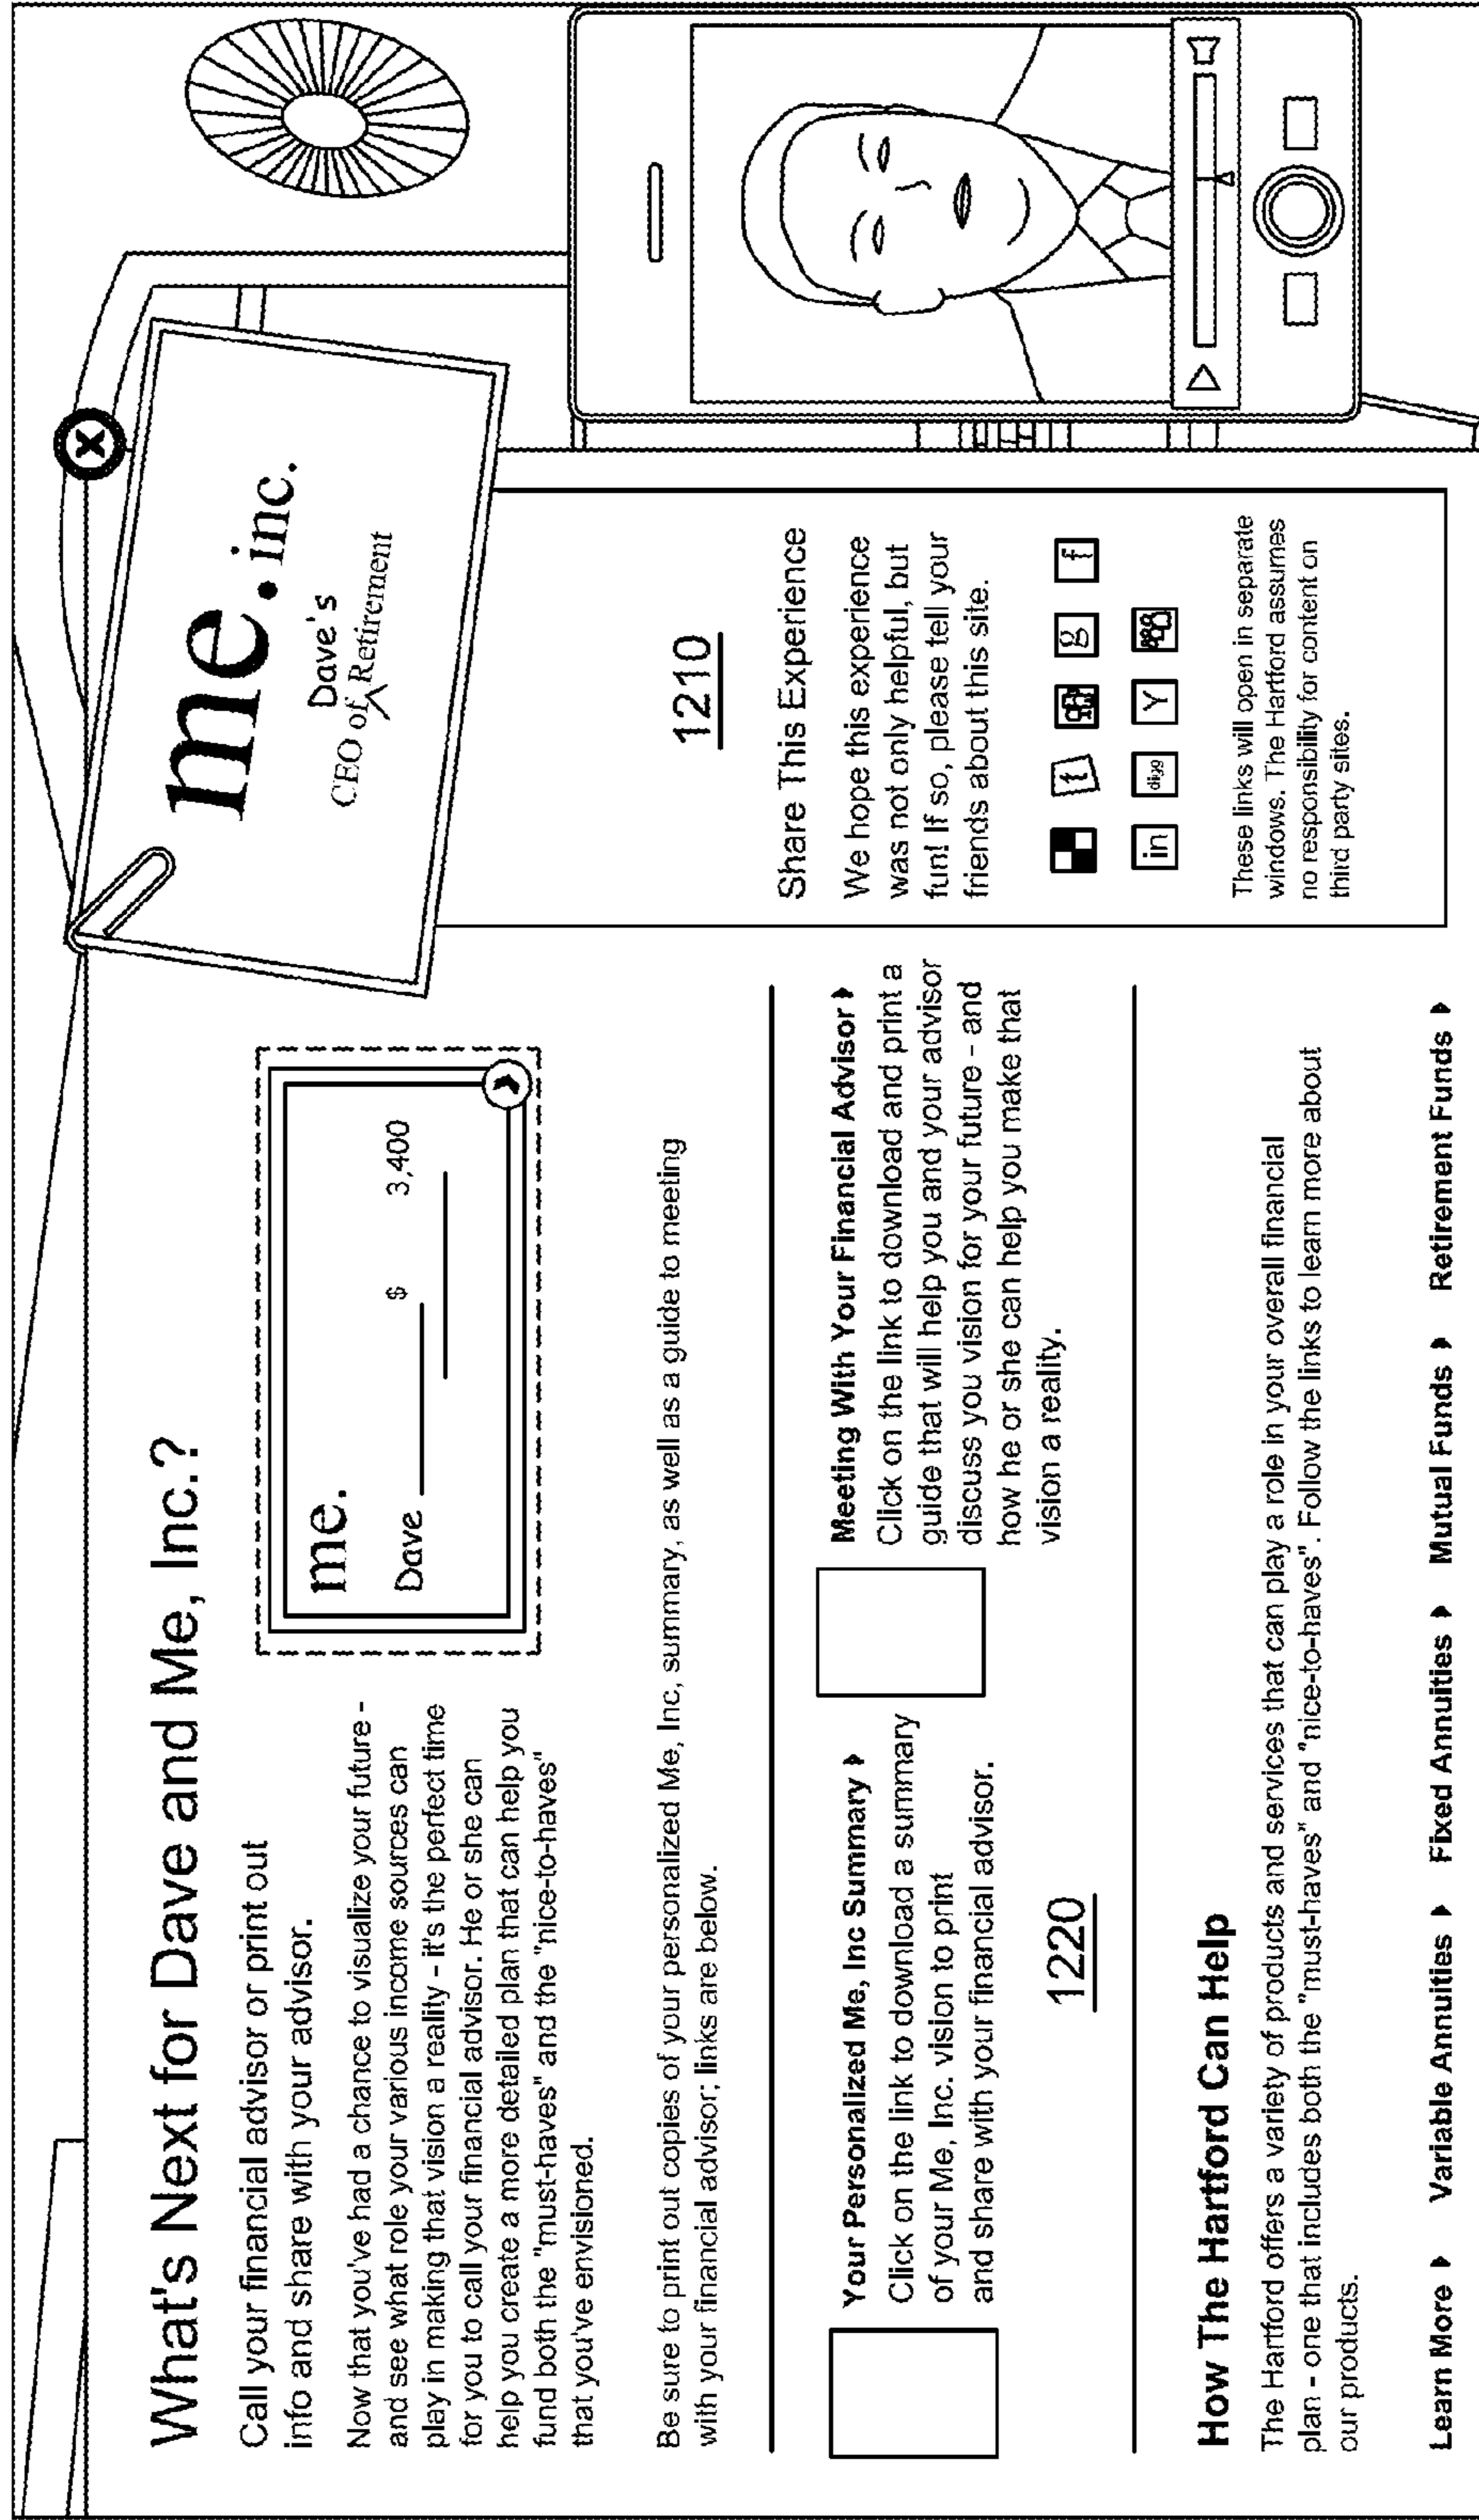 What's Next for Dave and Me, Inc.?
Call your financial advisor or print out
info and share with your advisor.
Now that you've had a chance to visualize your future -
and see what role your various income sources can
play in making that vision a reality - it's the perfect time
for you to call your financial advisor. He or she can
help you create a more detailed plan that can help you
fund both the "must-haves" and the "nice-to-haves"
that you've envisioned.
me.
Dave $ 3,400
Be sure to print out copies of your personalized Me, Inc, summary, as well as a guide to meeting
with your financial advisor; links are below.
Your Personalized Me, Inc Summary
Click on the link to download a summary
of your Me, Inc. vision to print
and share with your financial advisor.
1220
Meeting With Your Financial Advisor
Click on the link to download and print a
guide that will help you and your advisor
discuss you vision for your future - and
how he or she can help you make that
vision a reality.
How The Hartford Can Help
The Hartford offers a variety of products and services that can play a role in your overall financial
plan - one that includes both the "must-haves" and "nice-to-haves". Follow the links to learn more about
our products.
Learn More Variable Annuities Fixed Annuities Mutual Funds Retirement Funds
me.inc.
Dave's
CEO of Retirement
X
1210
Share This Experience
We hope this experience
was not only helpful, but
fun! If so, please tell your
friends about this site.
t g f
in digg Y
These links will open in separate
windows. The Hartford assumes
no responsibility for content on
third party sites.